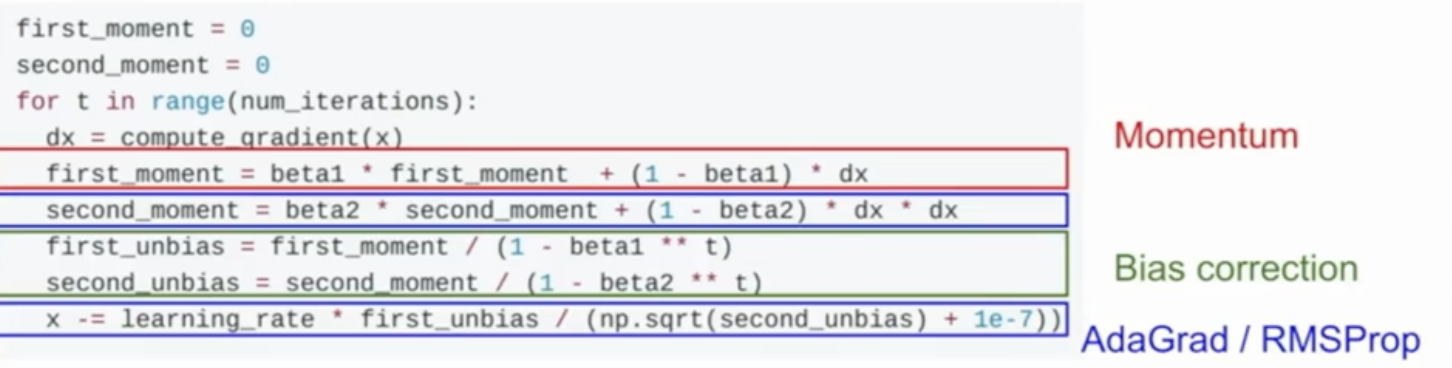 first_moment = 0
second_moment = 0
for t in range(num_iterations):
dx = compute_gradient(x)
Momentum
first_moment = beta1 * first_moment + (1 - beta1) * dx
second_moment = beta2 * second_moment + (1 - beta2) * dx * dx
first_unbias = first_moment / (1 - beta1 ** t)
Bias correction
second_unbias = second_moment / (1 - beta2 ** t)
x -= learning_rate * first_unbias / (np.sqrt(second_unbias) + 1e-7))
AdaGrad / RMSProp